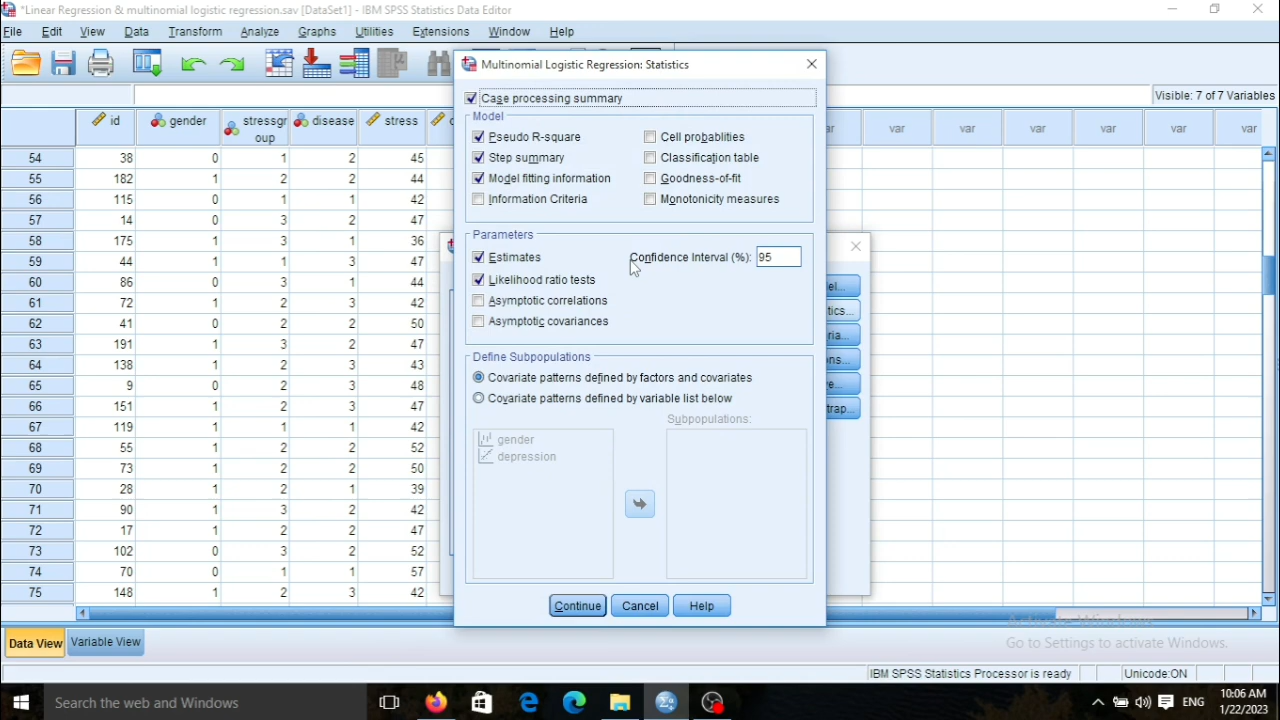 *Linear Regression & multinomial logistic regression.sav [DataSet1] - IBM SPSS Statistics Data Editor
File Edit View Data Transform Analyze Graphs Utilities Extensions Window Help
Visible: 7 of 7 Variables
id gender stressgroup disease stress var var var var var var
54 38 0 1 2 45
55 182 1 2 2 44
56 115 0 1 1 42
57 14 0 3 2 47
58 175 1 3 1 36
59 44 1 1 3 47
60 86 0 3 1 44
61 72 1 2 3 42
62 41 0 2 2 50
63 191 1 3 2 47
64 138 1 2 3 43
65 9 0 2 3 48
66 151 1 2 3 47
67 119 1 1 1 42
68 55 1 2 2 52
69 73 1 2 2 50
70 28 1 2 1 39
71 90 1 3 2 42
72 17 1 2 2 47
73 102 0 3 2 52
74 70 0 1 1 57
75 148 1 2 3 42
Multinomial Logistic Regression: Statistics
Case processing summary
Model
Pseudo R-square Cell probablities
Step summary Classification table
Model fitting information Goodness-of-fit
Information Criteria Monotonicity measures
Parameters
Estimates Confidence Interval (%): 95
Likelihood ratio tests
Asymptotic correlations
Asymptotic covariances
Define Subpopulations
Covariate patterns defined by factors and covariates
Covariate patterns defined by variable list below
Subpopulations:
gender
depression
Continue Cancel Help
el...
tics...
ria...
ns...
e...
trap...
Activate Windows
Go to Settings to activate Windows.
Data View Variable View
IBM SPSS Statistics Processor is ready Unicode:ON
Search the web and Windows
ENG
10:06 AM
1/22/2023